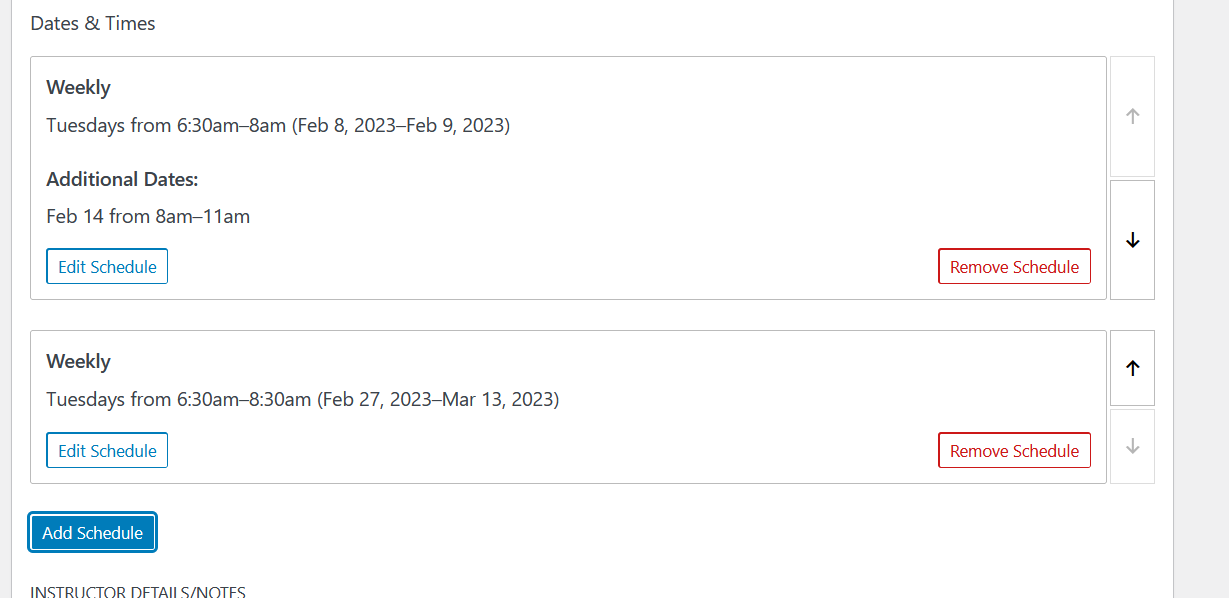 Dates & Times
Weekly
Tuesdays from 6:30am–8am (Feb 8, 2023–Feb 9, 2023)
Additional Dates:
Feb 14 from 8am–11am
Edit Schedule
Remove Schedule
Weekly
Tuesdays from 6:30am–8:30am (Feb 27, 2023–Mar 13, 2023)
Edit Schedule
Remove Schedule
Add Schedule
INSTRUCTOR DETAILS/NOTES